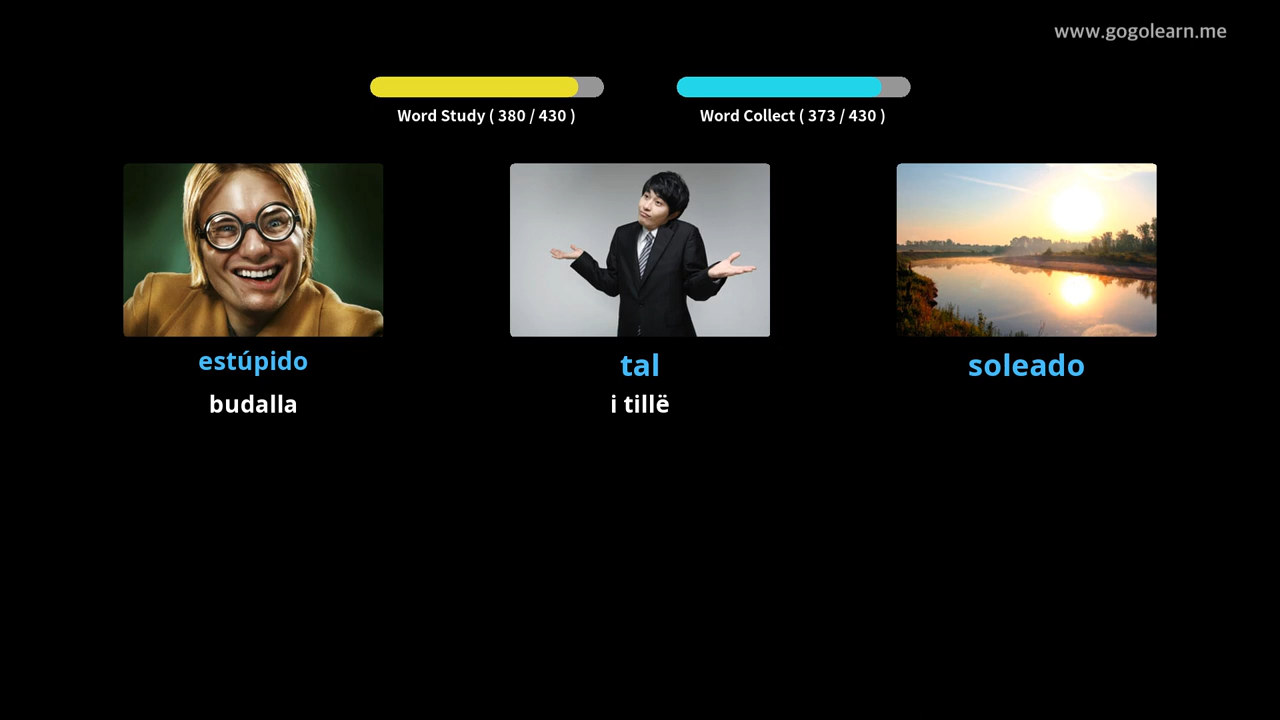 www.gogolearn.me
Word Study ( 380 / 430 )
Word Collect ( 373 / 430 )
estúpido
budalla
tal
i tillë
soleado